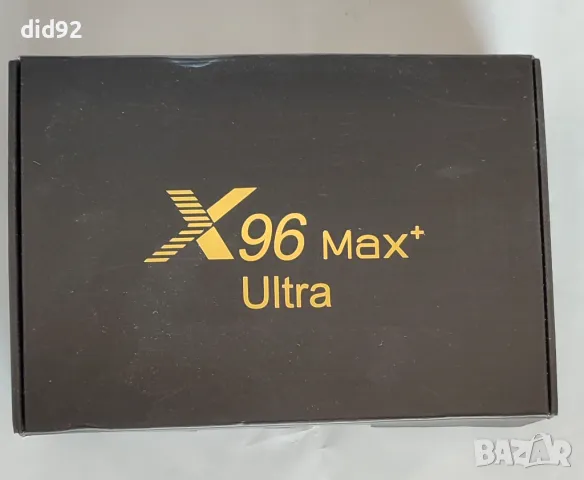 did92
X96 Max+
Ultra
BAZAR